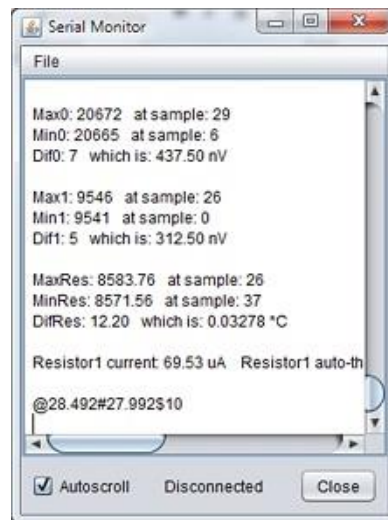 Serial Monitor
File
Max0: 20672 at sample: 29
Min0: 20665 at sample: 6
Dif0: 7 which is: 437.50 nV
Max1: 9546 at sample: 26
Min1: 9541 at sample: 0
Dif1: 5 which is: 312.50 nV
MaxRes: 8583.76 at sample: 26
MinRes: 8571.56 at sample: 37
DifRes: 12.20 which is: 0.03278 *C
Resistor1 current: 69.53 uA Resistor1 auto-th
@28.492#27.992$10
Autoscroll Disconnected Close